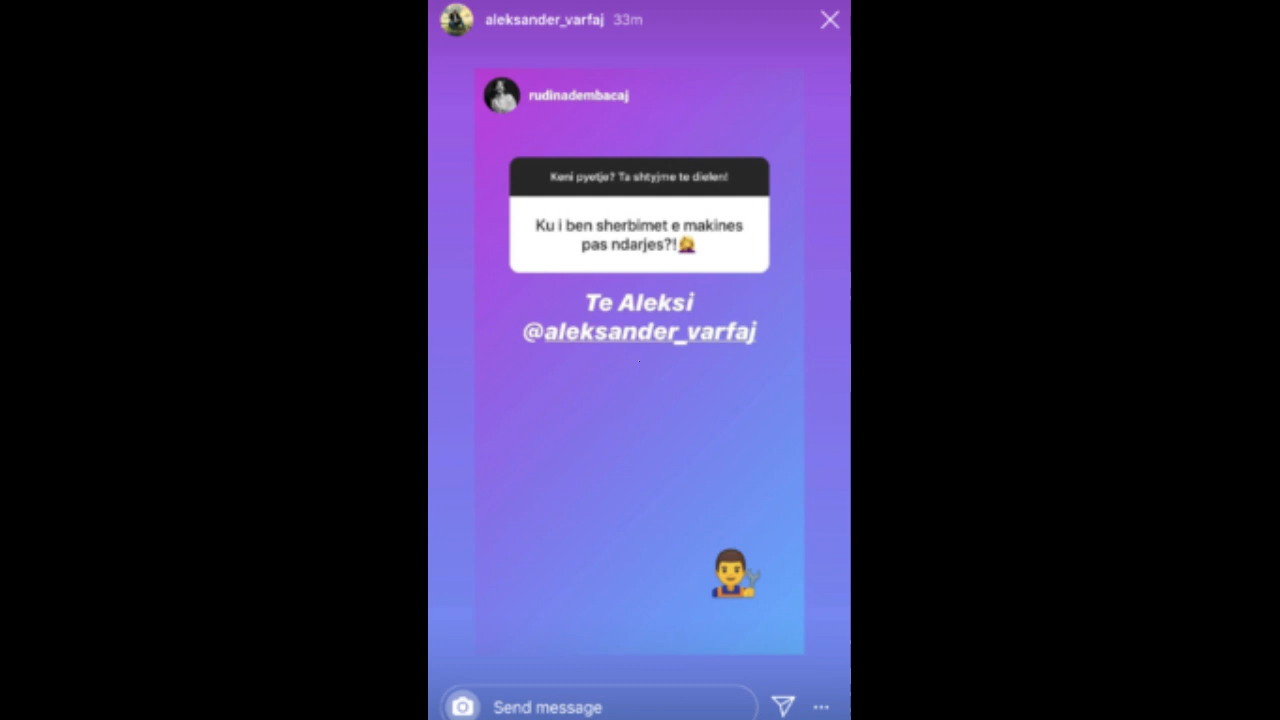 aleksander_varfaj 33m
rudinadembacaj
Keni pyetje? Ta shtyjme te dielen!
Ku i ben sherbimet e makines
pas ndarjes?!🤦‍♀️
Te Aleksi
@aleksander_varfaj
Send message